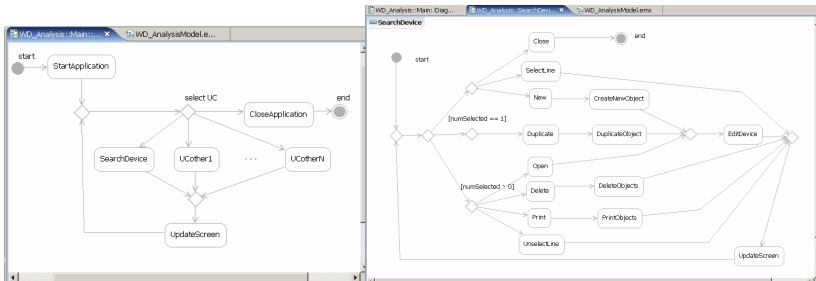 WD_Analysis::Main::...
WD_AnalysisModel.e...
start
StartApplication
select UC
CloseApplication
end
SearchDevice
UCother1
. . .
UCotherN
UpdateScreen
WD_Analysis::Main::Diag...
WD_Analysis::SearchDevi...
WD_AnalysisModel.emx
SearchDevice
Close
end
start
SelectLine
New
CreateNewObject
[numSelected == 1]
Duplicate
DuplicateObject
EditDevice
Open
[numSelected > 0]
Delete
DeleteObjects
Print
PrintObjects
UnselectLine
UpdateScreen